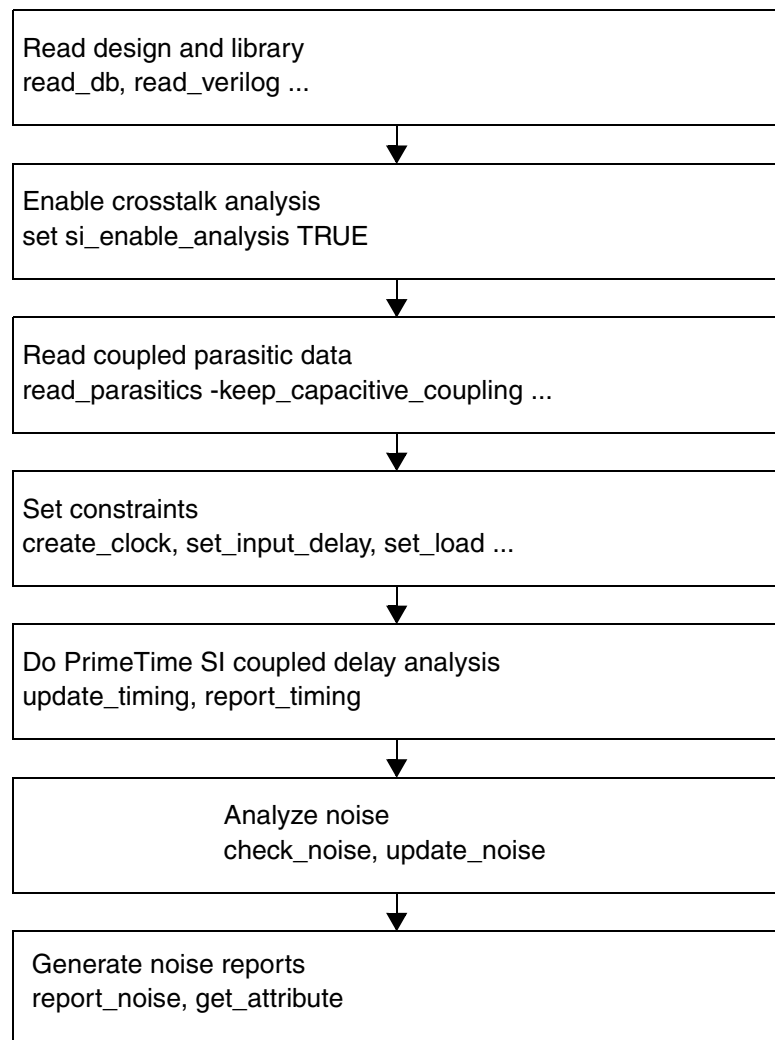 Read design and library
read_db, read_verilog ...
Enable crosstalk analysis
set si_enable_analysis TRUE
Read coupled parasitic data
read_parasitics -keep_capacitive_coupling ...
Set constraints
create_clock, set_input_delay, set_load ...
Do PrimeTime SI coupled delay analysis
update_timing, report_timing
Analyze noise
check_noise, update_noise
Generate noise reports
report_noise, get_attribute